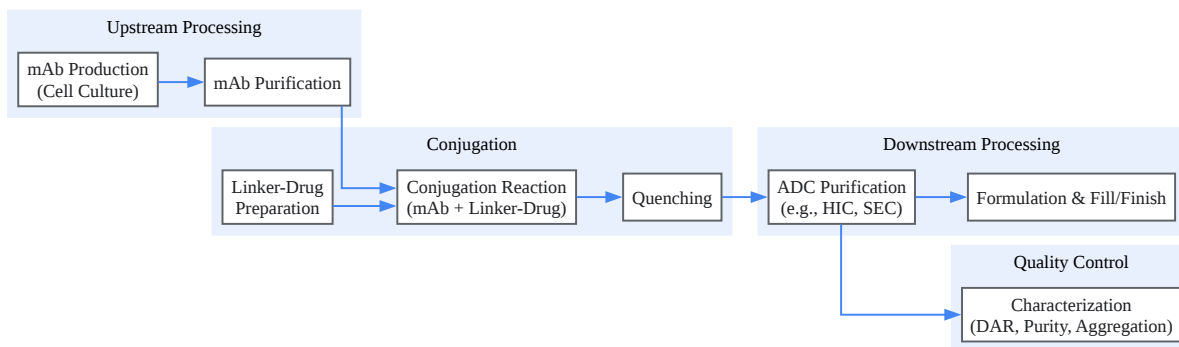 Upstream Processing
mAb Production
(Cell Culture)
mAb Purification
Conjugation
Linker-Drug
Preparation
Conjugation Reaction
(mAb + Linker-Drug)
Quenching
Downstream Processing
ADC Purification
(e.g., HIC, SEC)
Formulation & Fill/Finish
Quality Control
Characterization
(DAR, Purity, Aggregation)